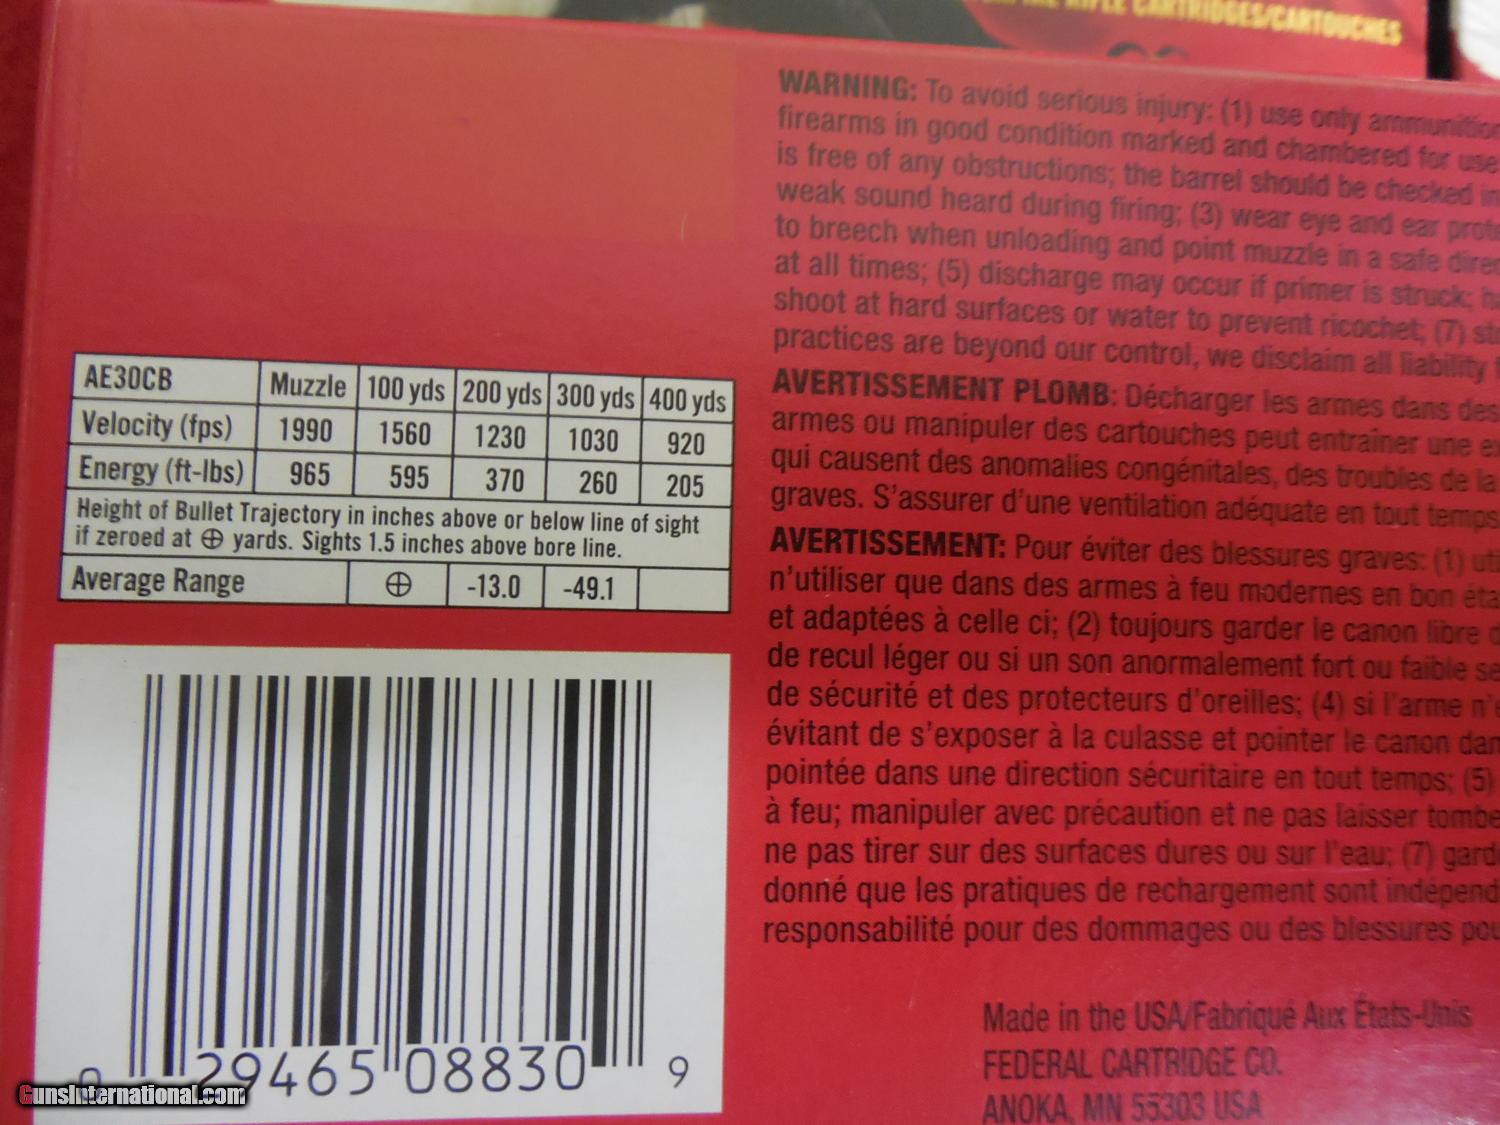 RIFLE CARTRIDGES/CARTOUCHES
AE30CB Muzzle 100 yds 200 yds 300 yds 400 yds
Velocity (fps) 1990 1560 1230 1030 920
Energy (ft-lbs) 965 595 370 260 205
Height of Bullet Trajectory in inches above or below line of sight
if zeroed at ⊕ yards. Sights 1.5 inches above bore line.
Average Range ⊕ -13.0 -49.1
0 29465 08830 9
WARNING: To avoid serious injury: (1) use only ammunition
firearms in good condition marked and chambered for use
is free of any obstructions; the barrel should be checked in
weak sound heard during firing; (3) wear eye and ear prote
to breech when unloading and point muzzle in a safe direc
at all times; (5) discharge may occur if primer is struck; ha
shoot at hard surfaces or water to prevent ricochet; (7) st
practices are beyond our control, we disclaim all liability f
AVERTISSEMENT PLOMB: Décharger les armes dans des
armes ou manipuler des cartouches peut entraîner une ex
qui causent des anomalies congénitales, des troubles de la
graves. S'assurer d'une ventilation adéquate en tout temps
AVERTISSEMENT: Pour éviter des blessures graves: (1) uti
n'utiliser que dans des armes à feu modernes en bon éta
et adaptées à celle ci; (2) toujours garder le canon libre d
de recul léger ou si un son anormalement fort ou faible se
de sécurité et des protecteurs d'oreilles; (4) si l'arme n'e
évitant de s'exposer à la culasse et pointer le canon dan
pointée dans une direction sécuritaire en tout temps; (5)
à feu; manipuler avec précaution et ne pas laisser tombe
ne pas tirer sur des surfaces dures ou sur l'eau; (7) gard
donné que les pratiques de rechargement sont indépend
responsabilité pour des dommages ou des blessures pou
Made in the USA/Fabriqué Aux États-Unis
FEDERAL CARTRIDGE CO.
ANOKA, MN 55303 USA
GunsInternational.com